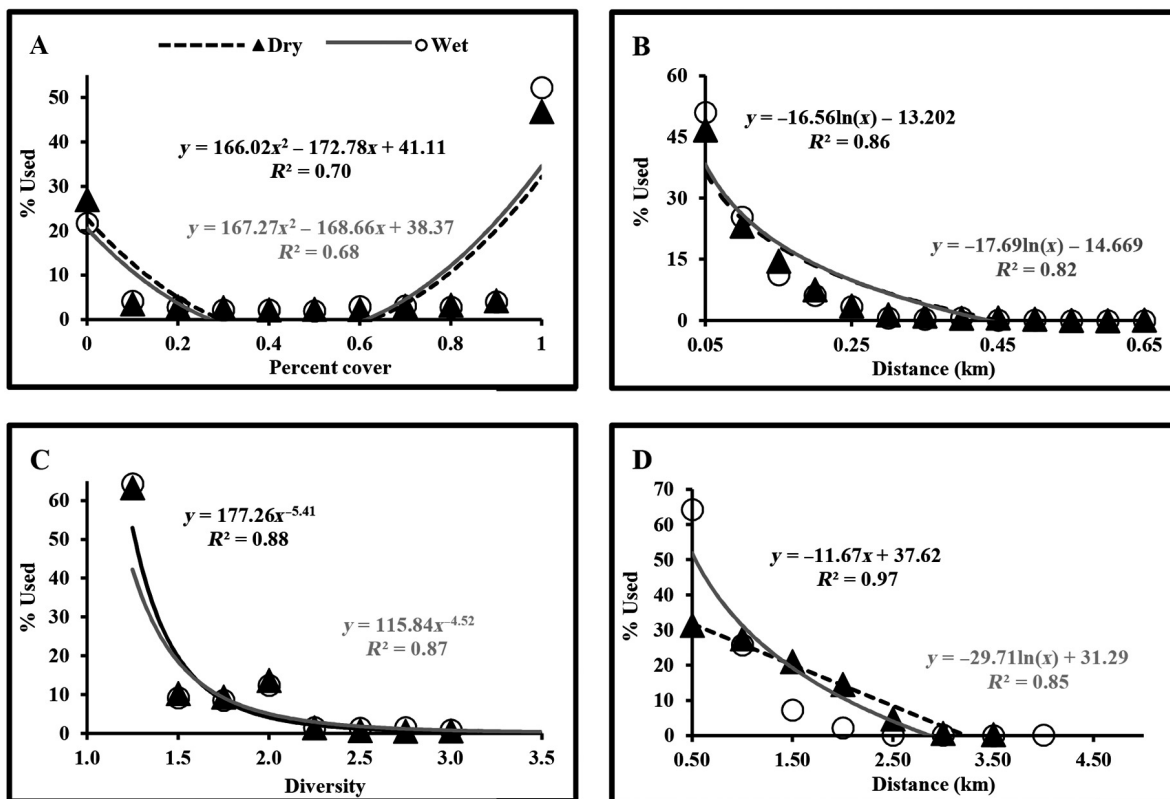 A
Dry
Wet
50
40
30
20
10
0
% Used
y = 166.02x² – 172.78x + 41.11
R² = 0.70
y = 167.27x² – 168.66x + 38.37
R² = 0.68
0 0.2 0.4 0.6 0.8 1
Percent cover
B
60
45
30
15
0
% Used
y = –16.56ln(x) – 13.202
R² = 0.86
y = –17.69ln(x) – 14.669
R² = 0.82
0.05 0.25 0.45 0.65
Distance (km)
C
60
50
40
30
20
10
0
% Used
y = 177.26x⁻⁵·⁴¹
R² = 0.88
y = 115.84x⁻⁴·⁵²
R² = 0.87
1.0 1.5 2.0 2.5 3.0 3.5
Diversity
D
70
60
50
40
30
20
10
0
% Used
y = –11.67x + 37.62
R² = 0.97
y = –29.71ln(x) + 31.29
R² = 0.85
0.50 1.50 2.50 3.50 4.50
Distance (km)